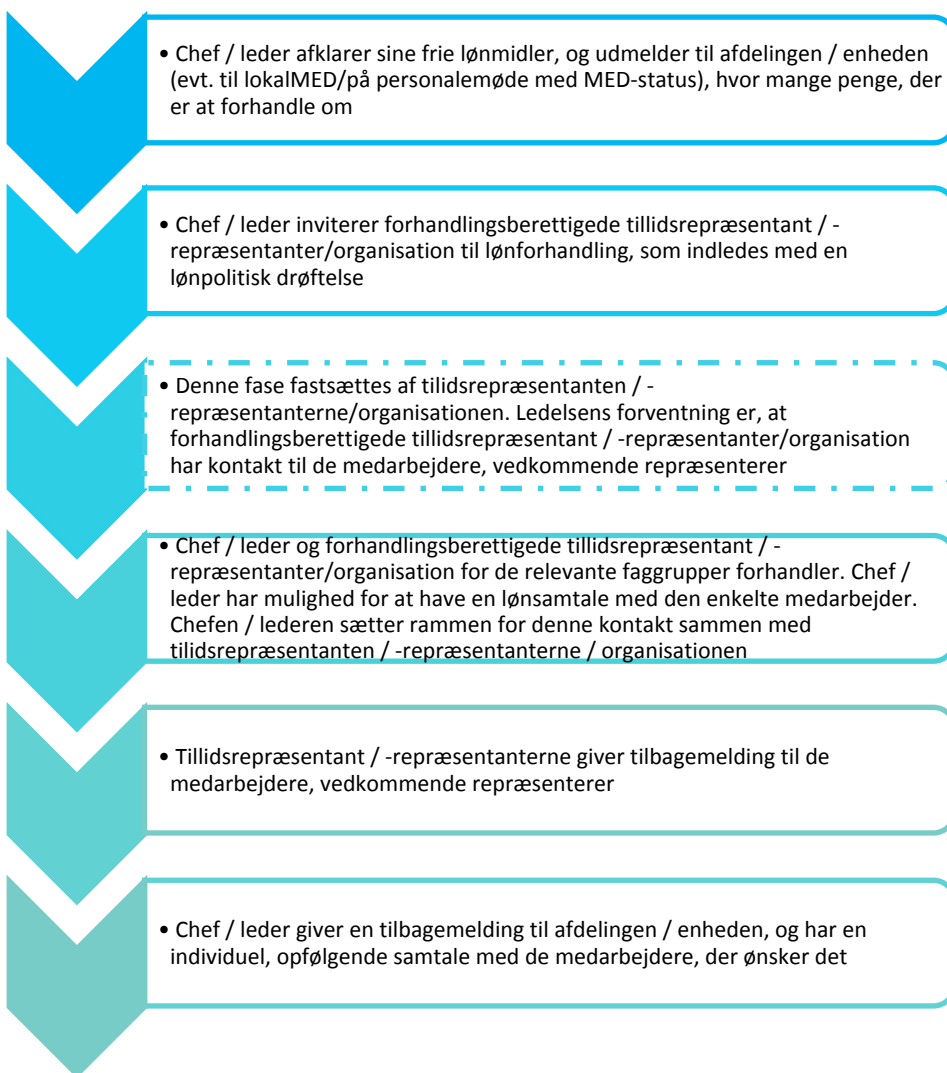 • Chef / leder afklarer sine frie lønmidler, og udmelder til afdelingen / enheden
(evt. til lokalMED/på personalemøde med MED-status), hvor mange penge, der
er at forhandle om
• Chef / leder inviterer forhandlingsberettigede tillidsrepræsentant / -
repræsentanter/organisation til lønforhandling, som indledes med en
lønpolitisk drøftelse
• Denne fase fastsættes af tilidsrepræsentanten / -
repræsentanterne/organisationen. Ledelsens forventning er, at
forhandlingsberettigede tillidsrepræsentant / -repræsentanter/organisation
har kontakt til de medarbejdere, vedkommende repræsenterer
• Chef / leder og forhandlingsberettigede tillidsrepræsentant / -
repræsentanter/organisation for de relevante faggrupper forhandler. Chef /
leder har mulighed for at have en lønsamtale med den enkelte medarbejder.
Chefen / lederen sætter rammen for denne kontakt sammen med
tilidsrepræsentanten / -repræsentanterne / organisationen
• Tillidsrepræsentant / -repræsentanterne giver tilbagemelding til de
medarbejdere, vedkommende repræsenterer
• Chef / leder giver en tilbagemelding til afdelingen / enheden, og har en
individuel, opfølgende samtale med de medarbejdere, der ønsker det